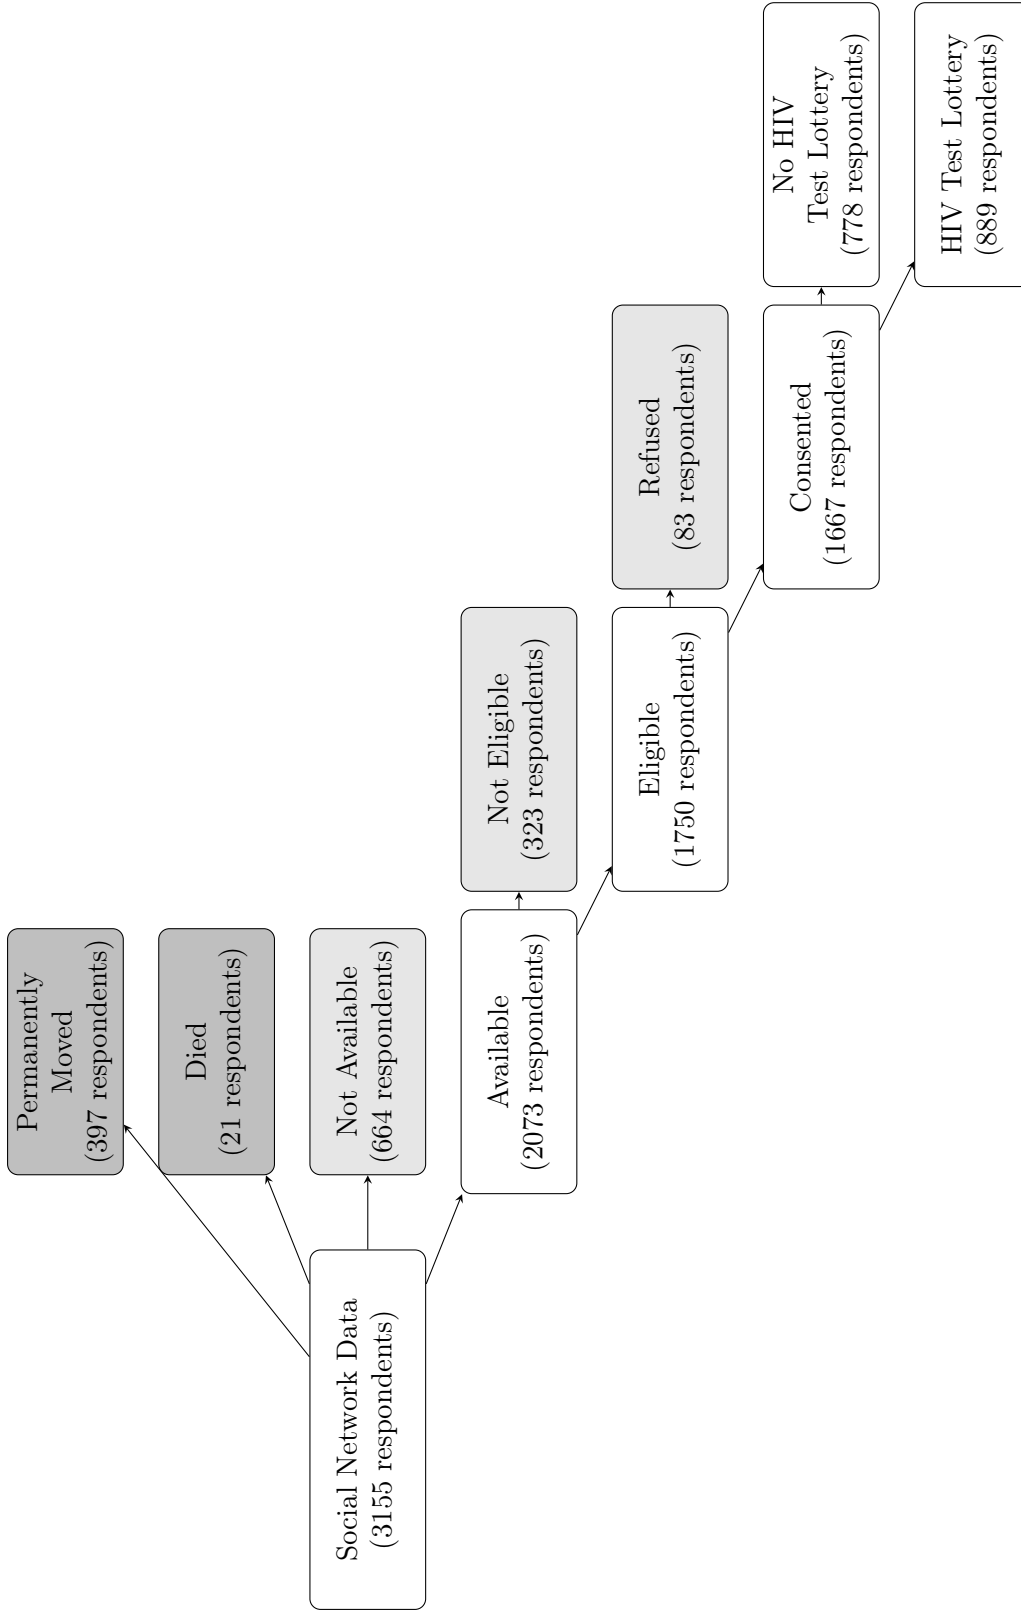 Social Network Data
(3155 respondents)
Permanently
Moved
(397 respondents)
Died
(21 respondents)
Not Available
(664 respondents)
Available
(2073 respondents)
Not Eligible
(323 respondents)
Eligible
(1750 respondents)
Refused
(83 respondents)
Consented
(1667 respondents)
No HIV
Test Lottery
(778 respondents)
HIV Test Lottery
(889 respondents)